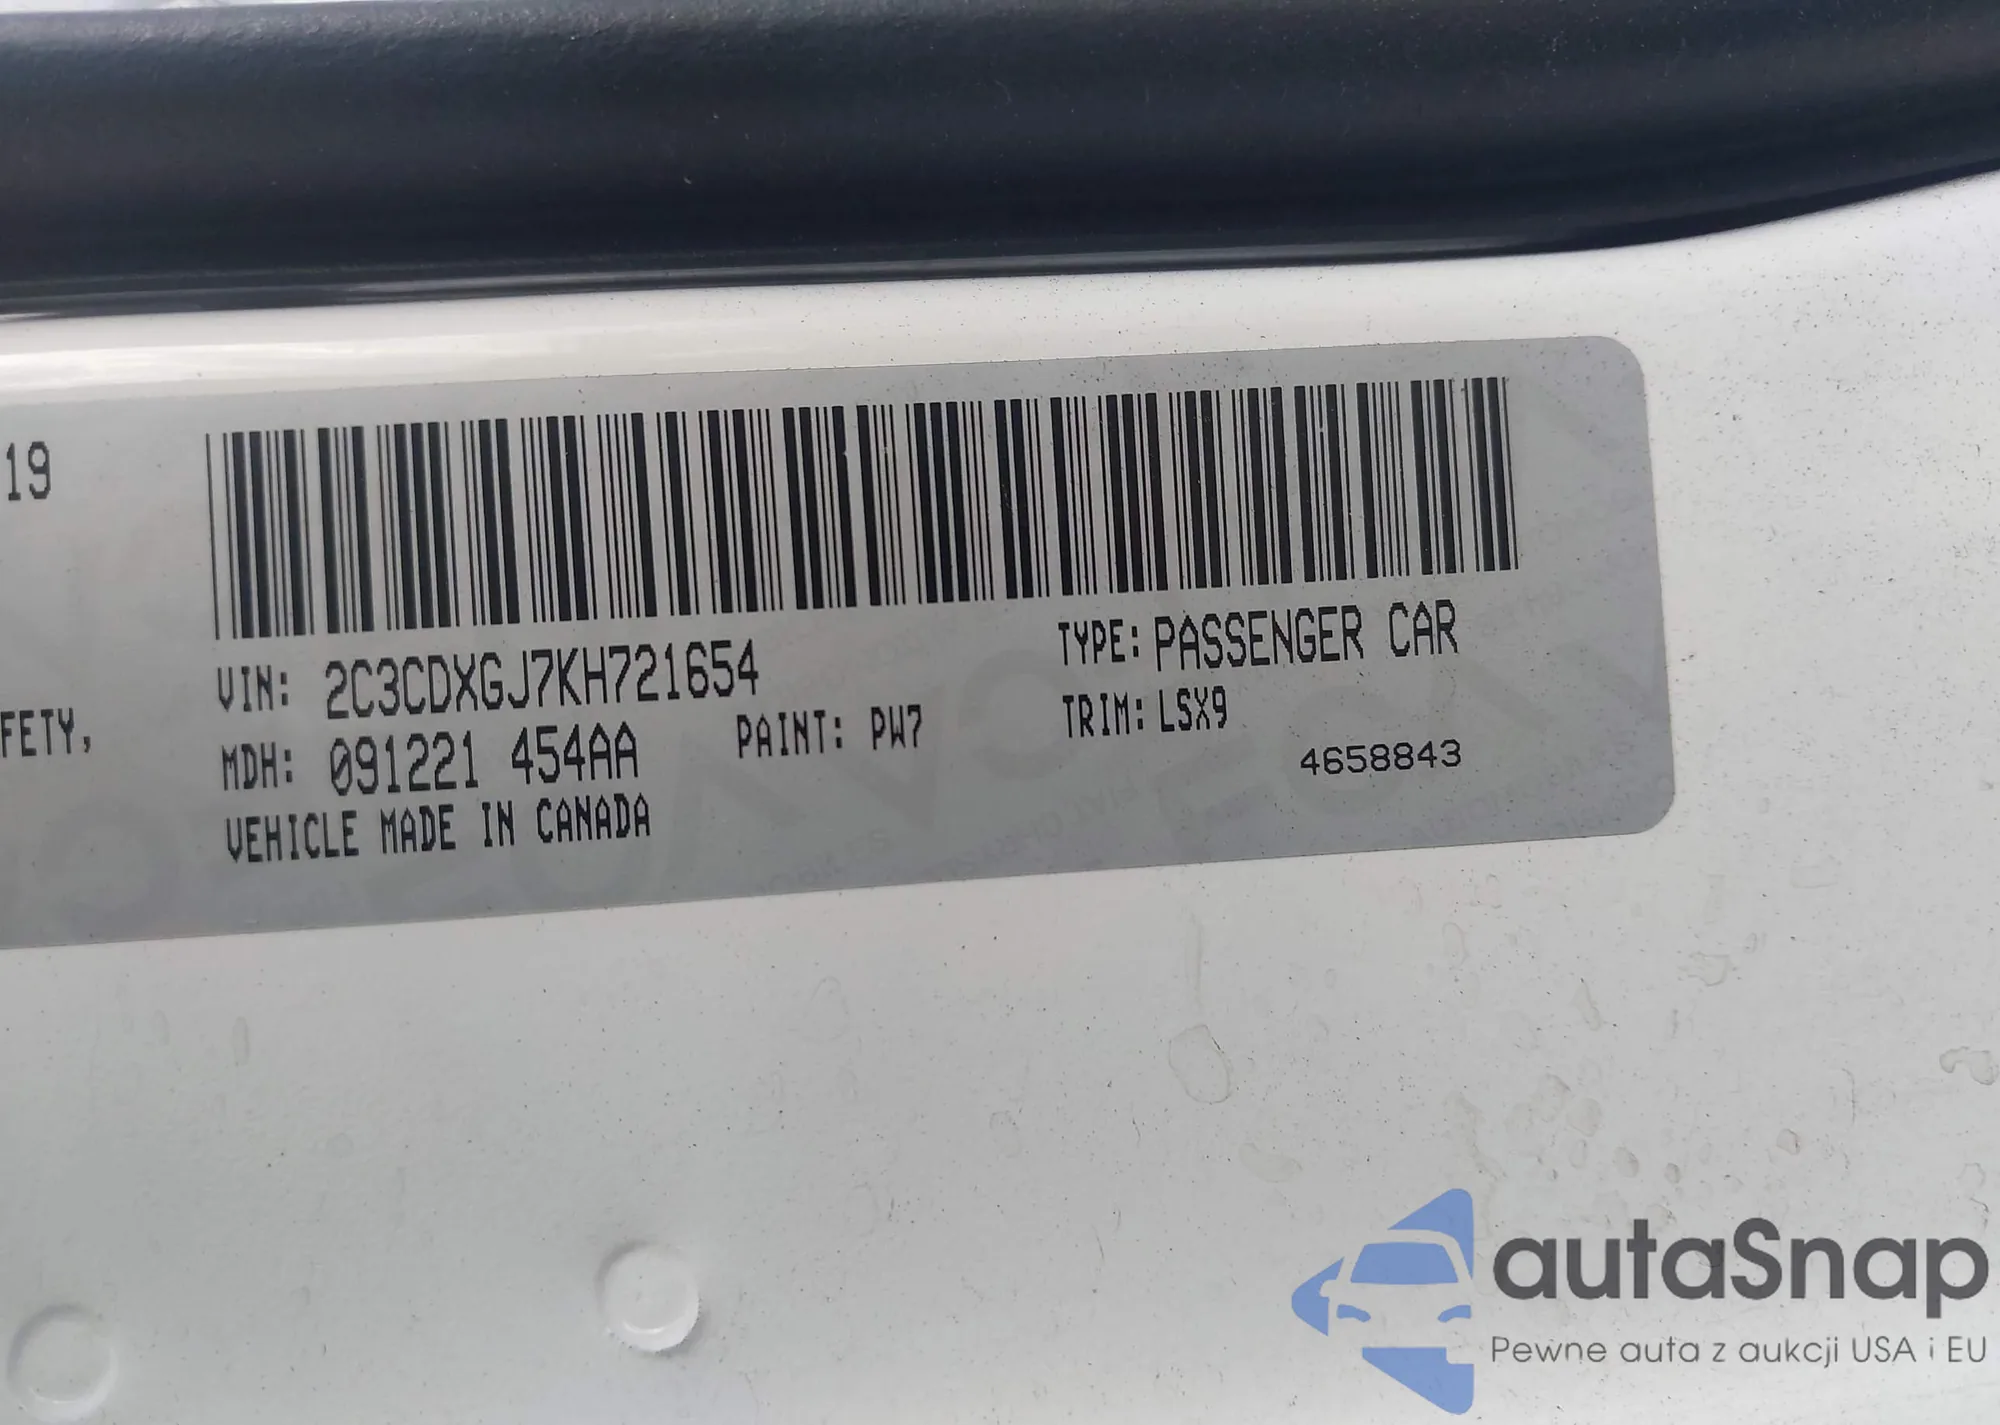 19
VIN: 2C3CDXGJ7KH721654
TYPE: PASSENGER CAR
FETY,
MDH: 091221 454AA
PAINT: PW7
TRIM: LSX9
4658843
VEHICLE MADE IN CANADA
autaSnap
Pewne auta z aukcji USA i EU